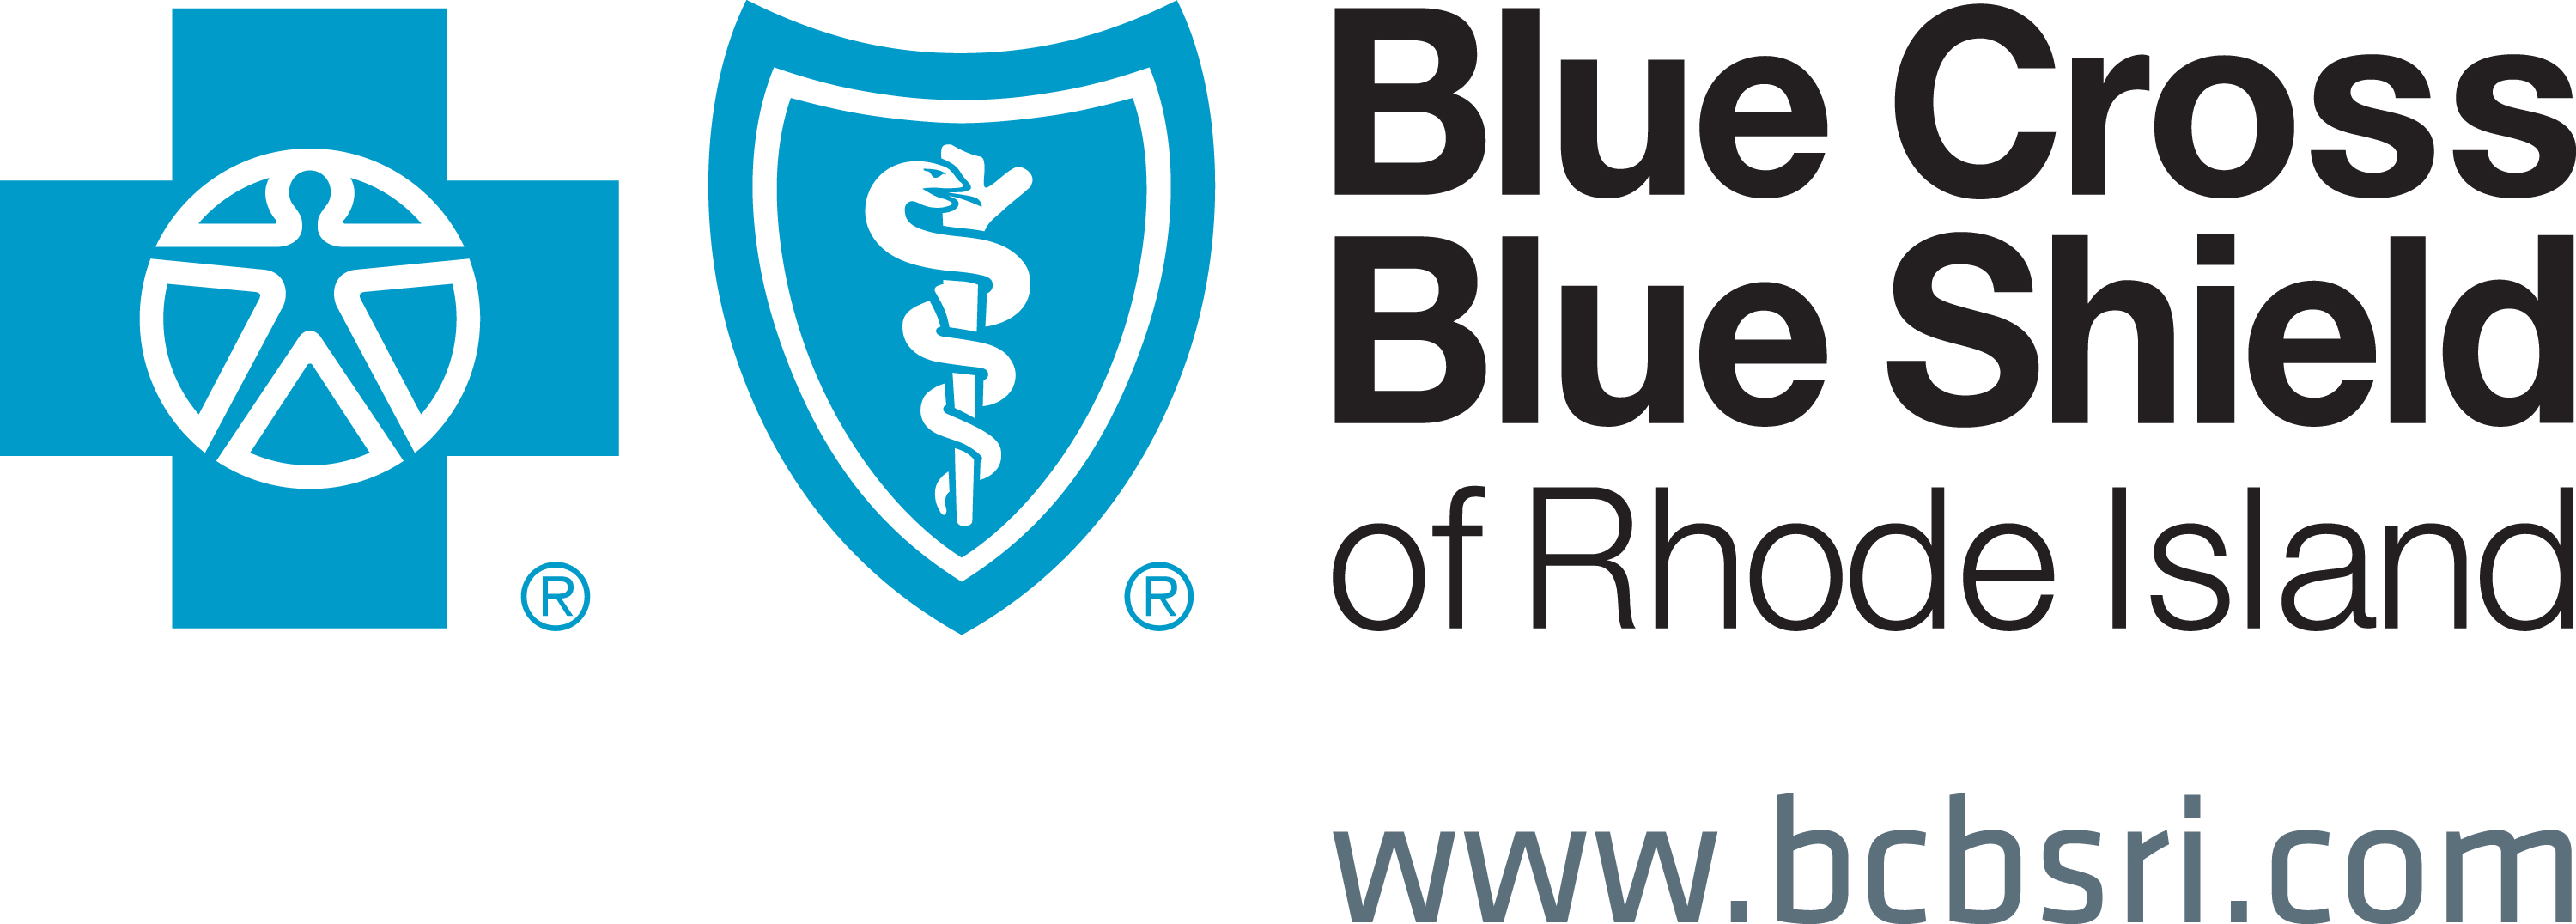 Blue Cross
Blue Shield
of Rhode Island
® ®
www.bcbsri.com